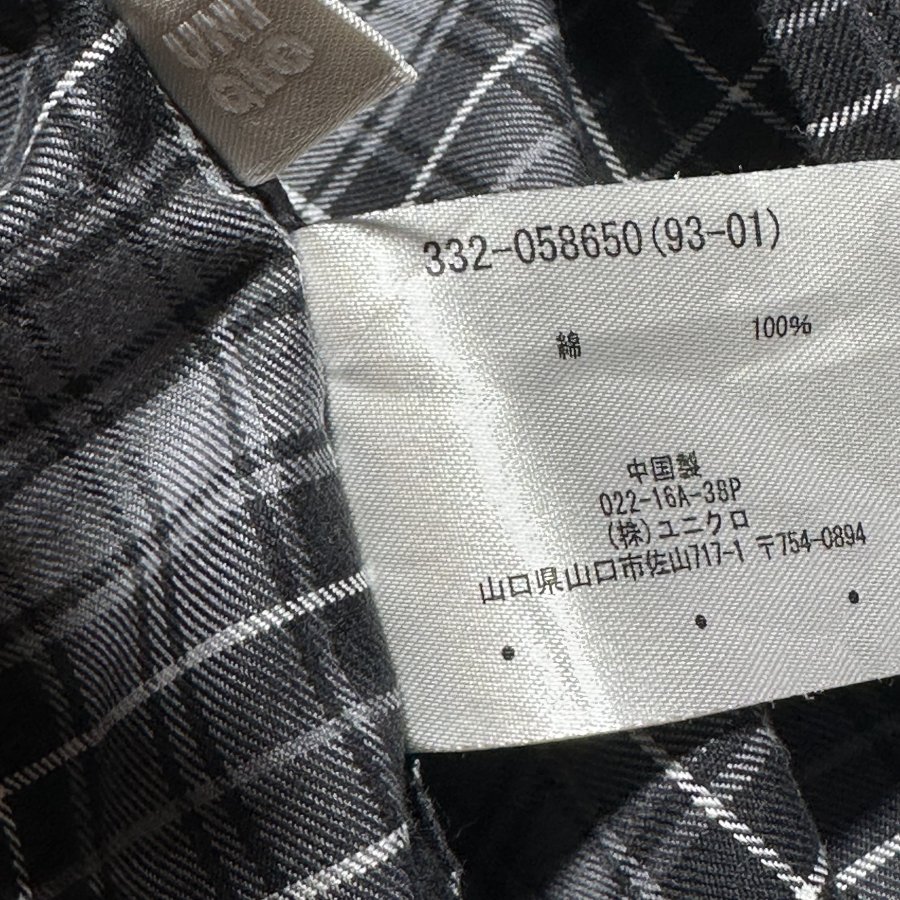 UNI
QLO
332-058650(93-01)
綿 100%
中国製
022-16A-38P
(株)ユニクロ
山口県山口市佐山717-1 〒754-0894